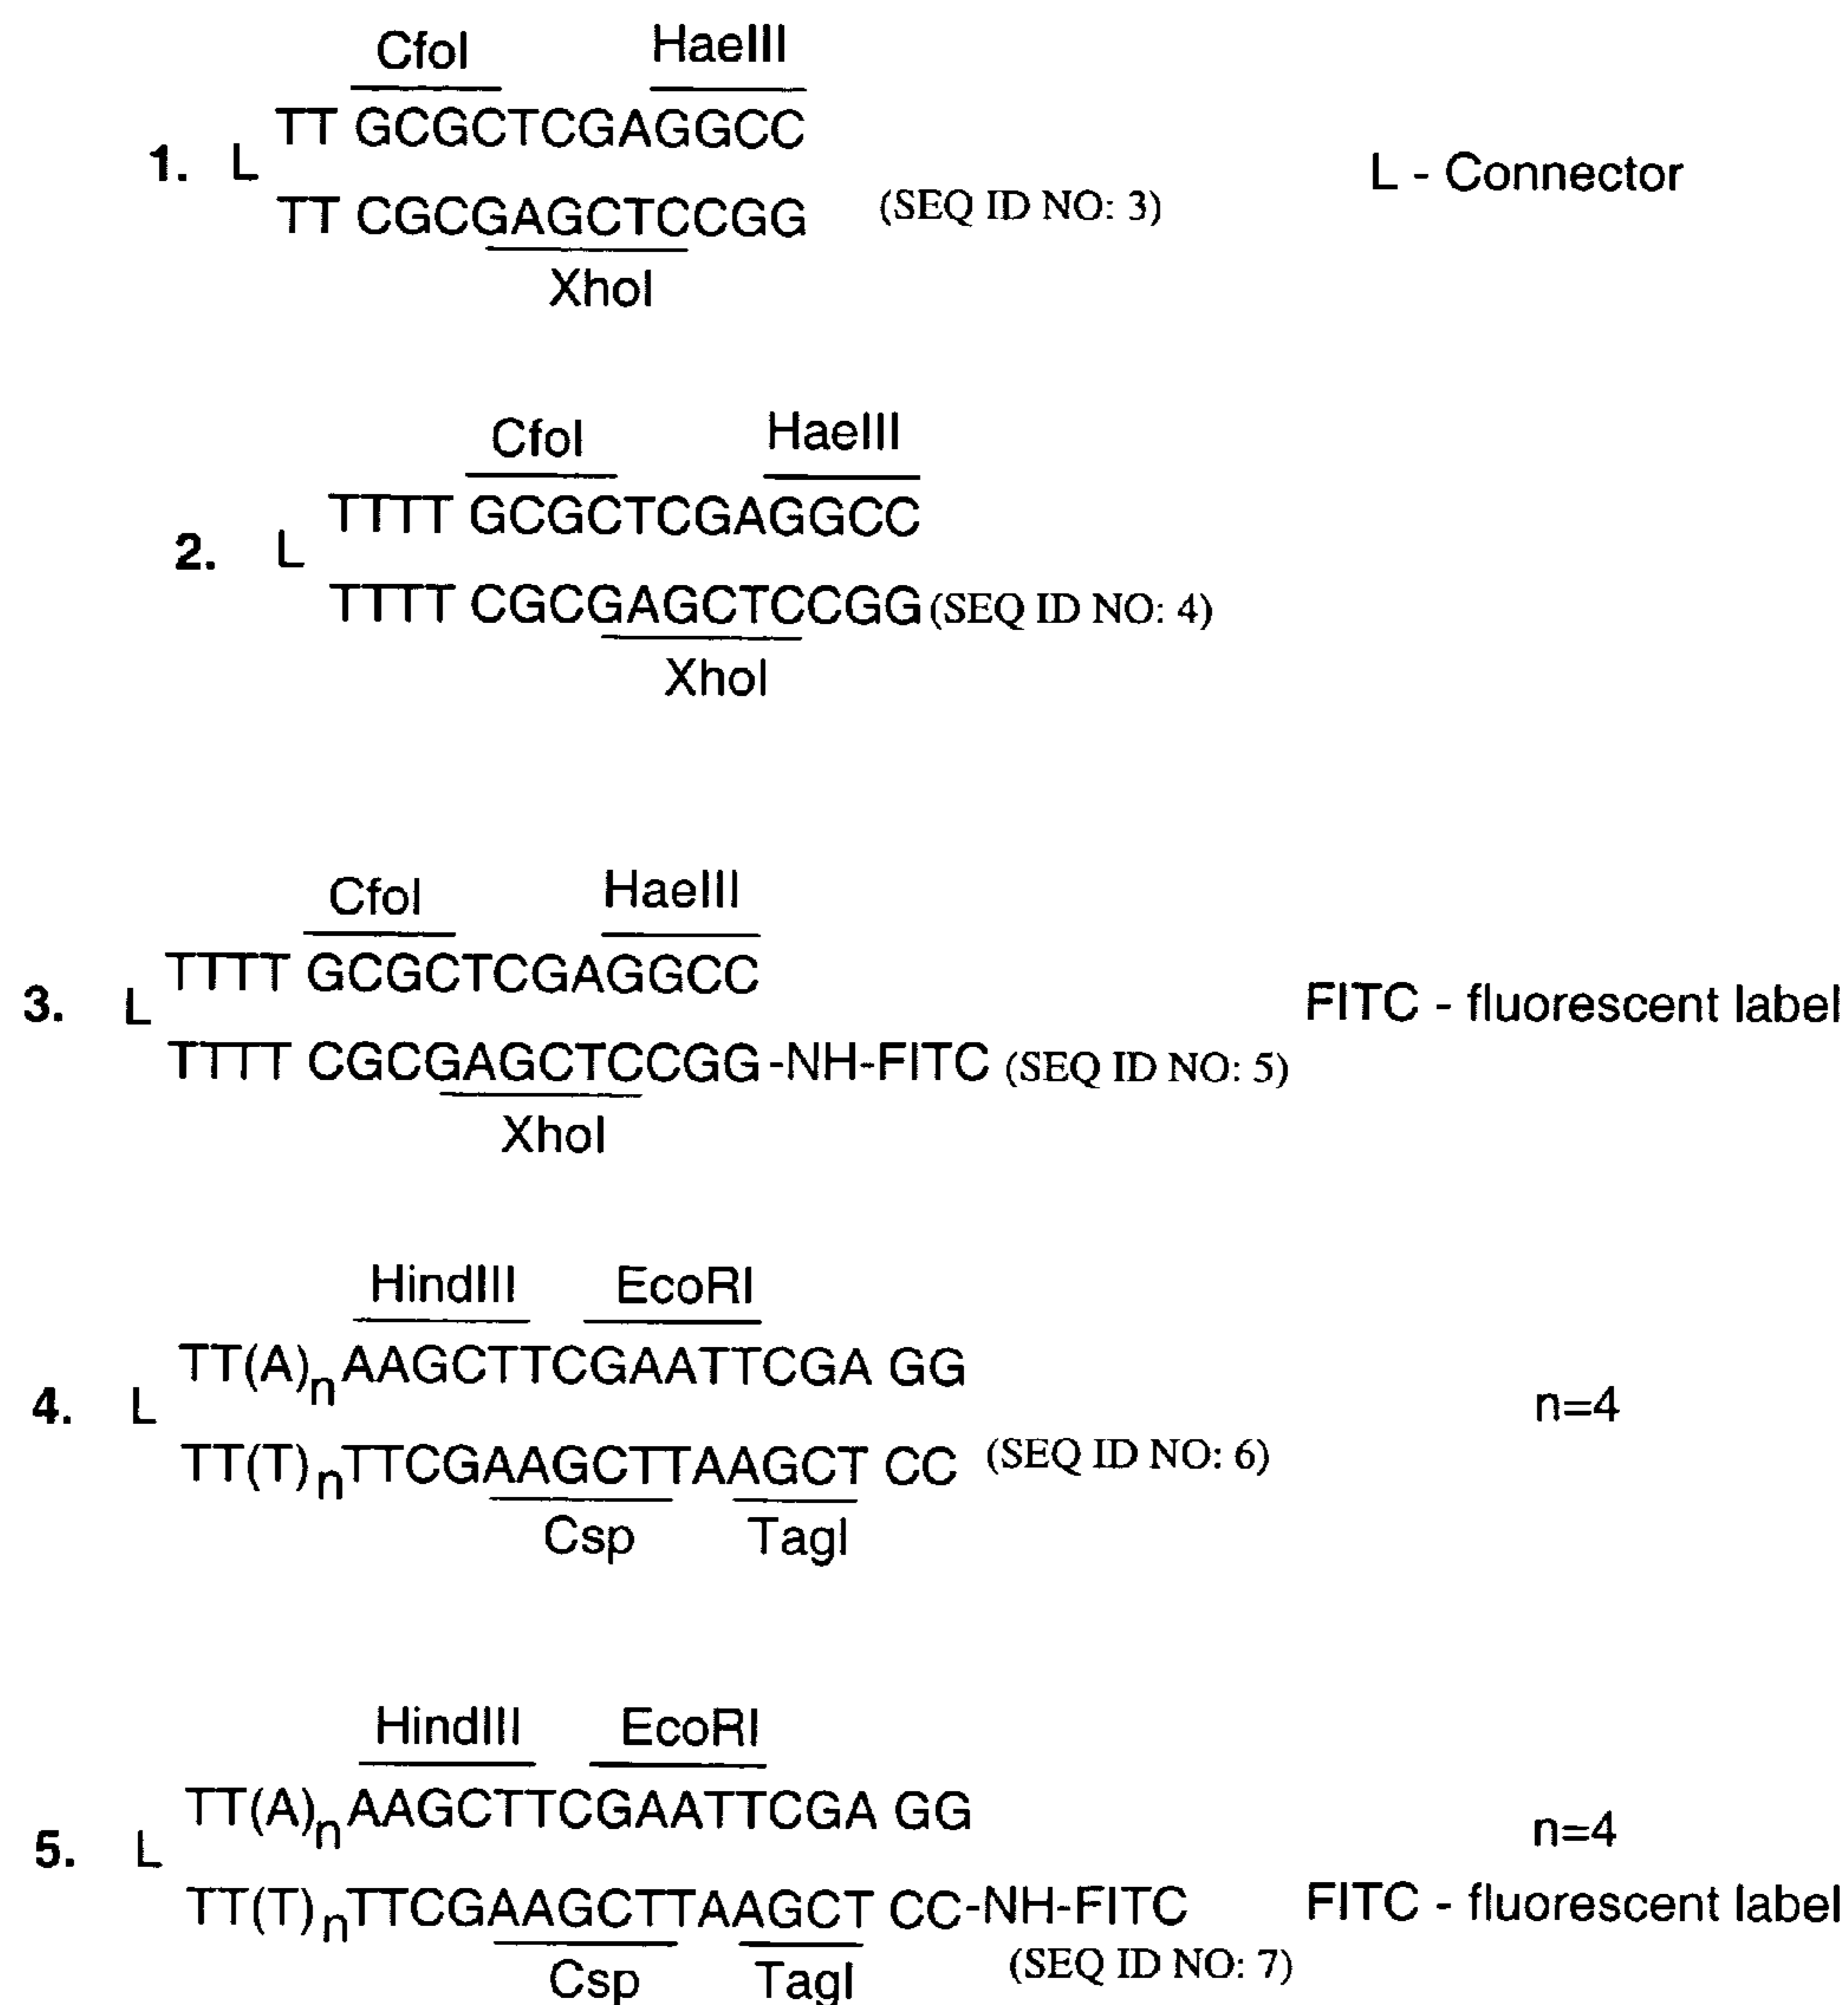 CfoI HaeIII
TT GCGCTCGAGGCC
1. L L - Connector
TT CGCGAGCTCCGG (SEQ ID NO: 3)
XhoI
CfoI HaeIII
TTTT GCGCTCGAGGCC
2. L
TTTT CGCGAGCTCCGG (SEQ ID NO: 4)
XhoI
CfoI HaeIII
TTTT GCGCTCGAGGCC
3. L FITC - fluorescent label
TTTT CGCGAGCTCCGG-NH-FITC (SEQ ID NO: 5)
XhoI
HindIII EcoRI
TT(A)nAAGCTTCGAATTCGA GG
4. L n=4
TT(T)nTTCGAAGCTTAAGCT CC (SEQ ID NO: 6)
Csp TagI
HindIII EcoRI
TT(A)nAAGCTTCGAATTCGA GG
5. L n=4
TT(T)nTTCGAAGCTTAAGCT CC-NH-FITC FITC - fluorescent label
(SEQ ID NO: 7)
Csp TagI